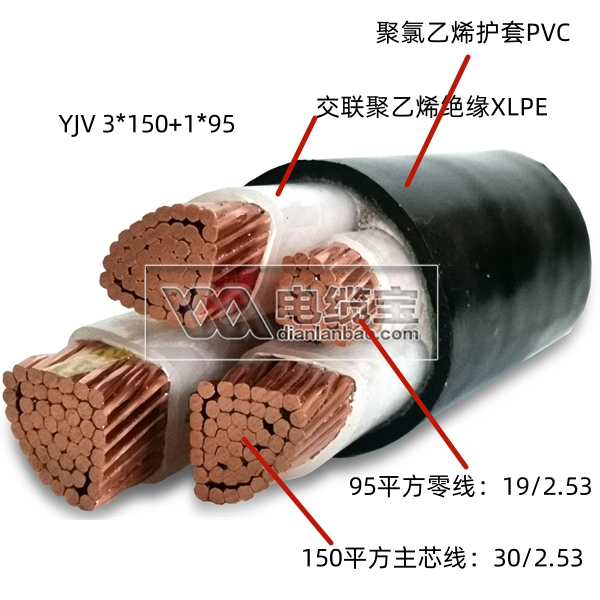 聚氯乙烯护套PVC
交联聚乙烯绝缘XLPE
YJV 3*150+1*95
电缆宝
dianlanbao.com
95平方零线：19/2.53
150平方主芯线：30/2.53